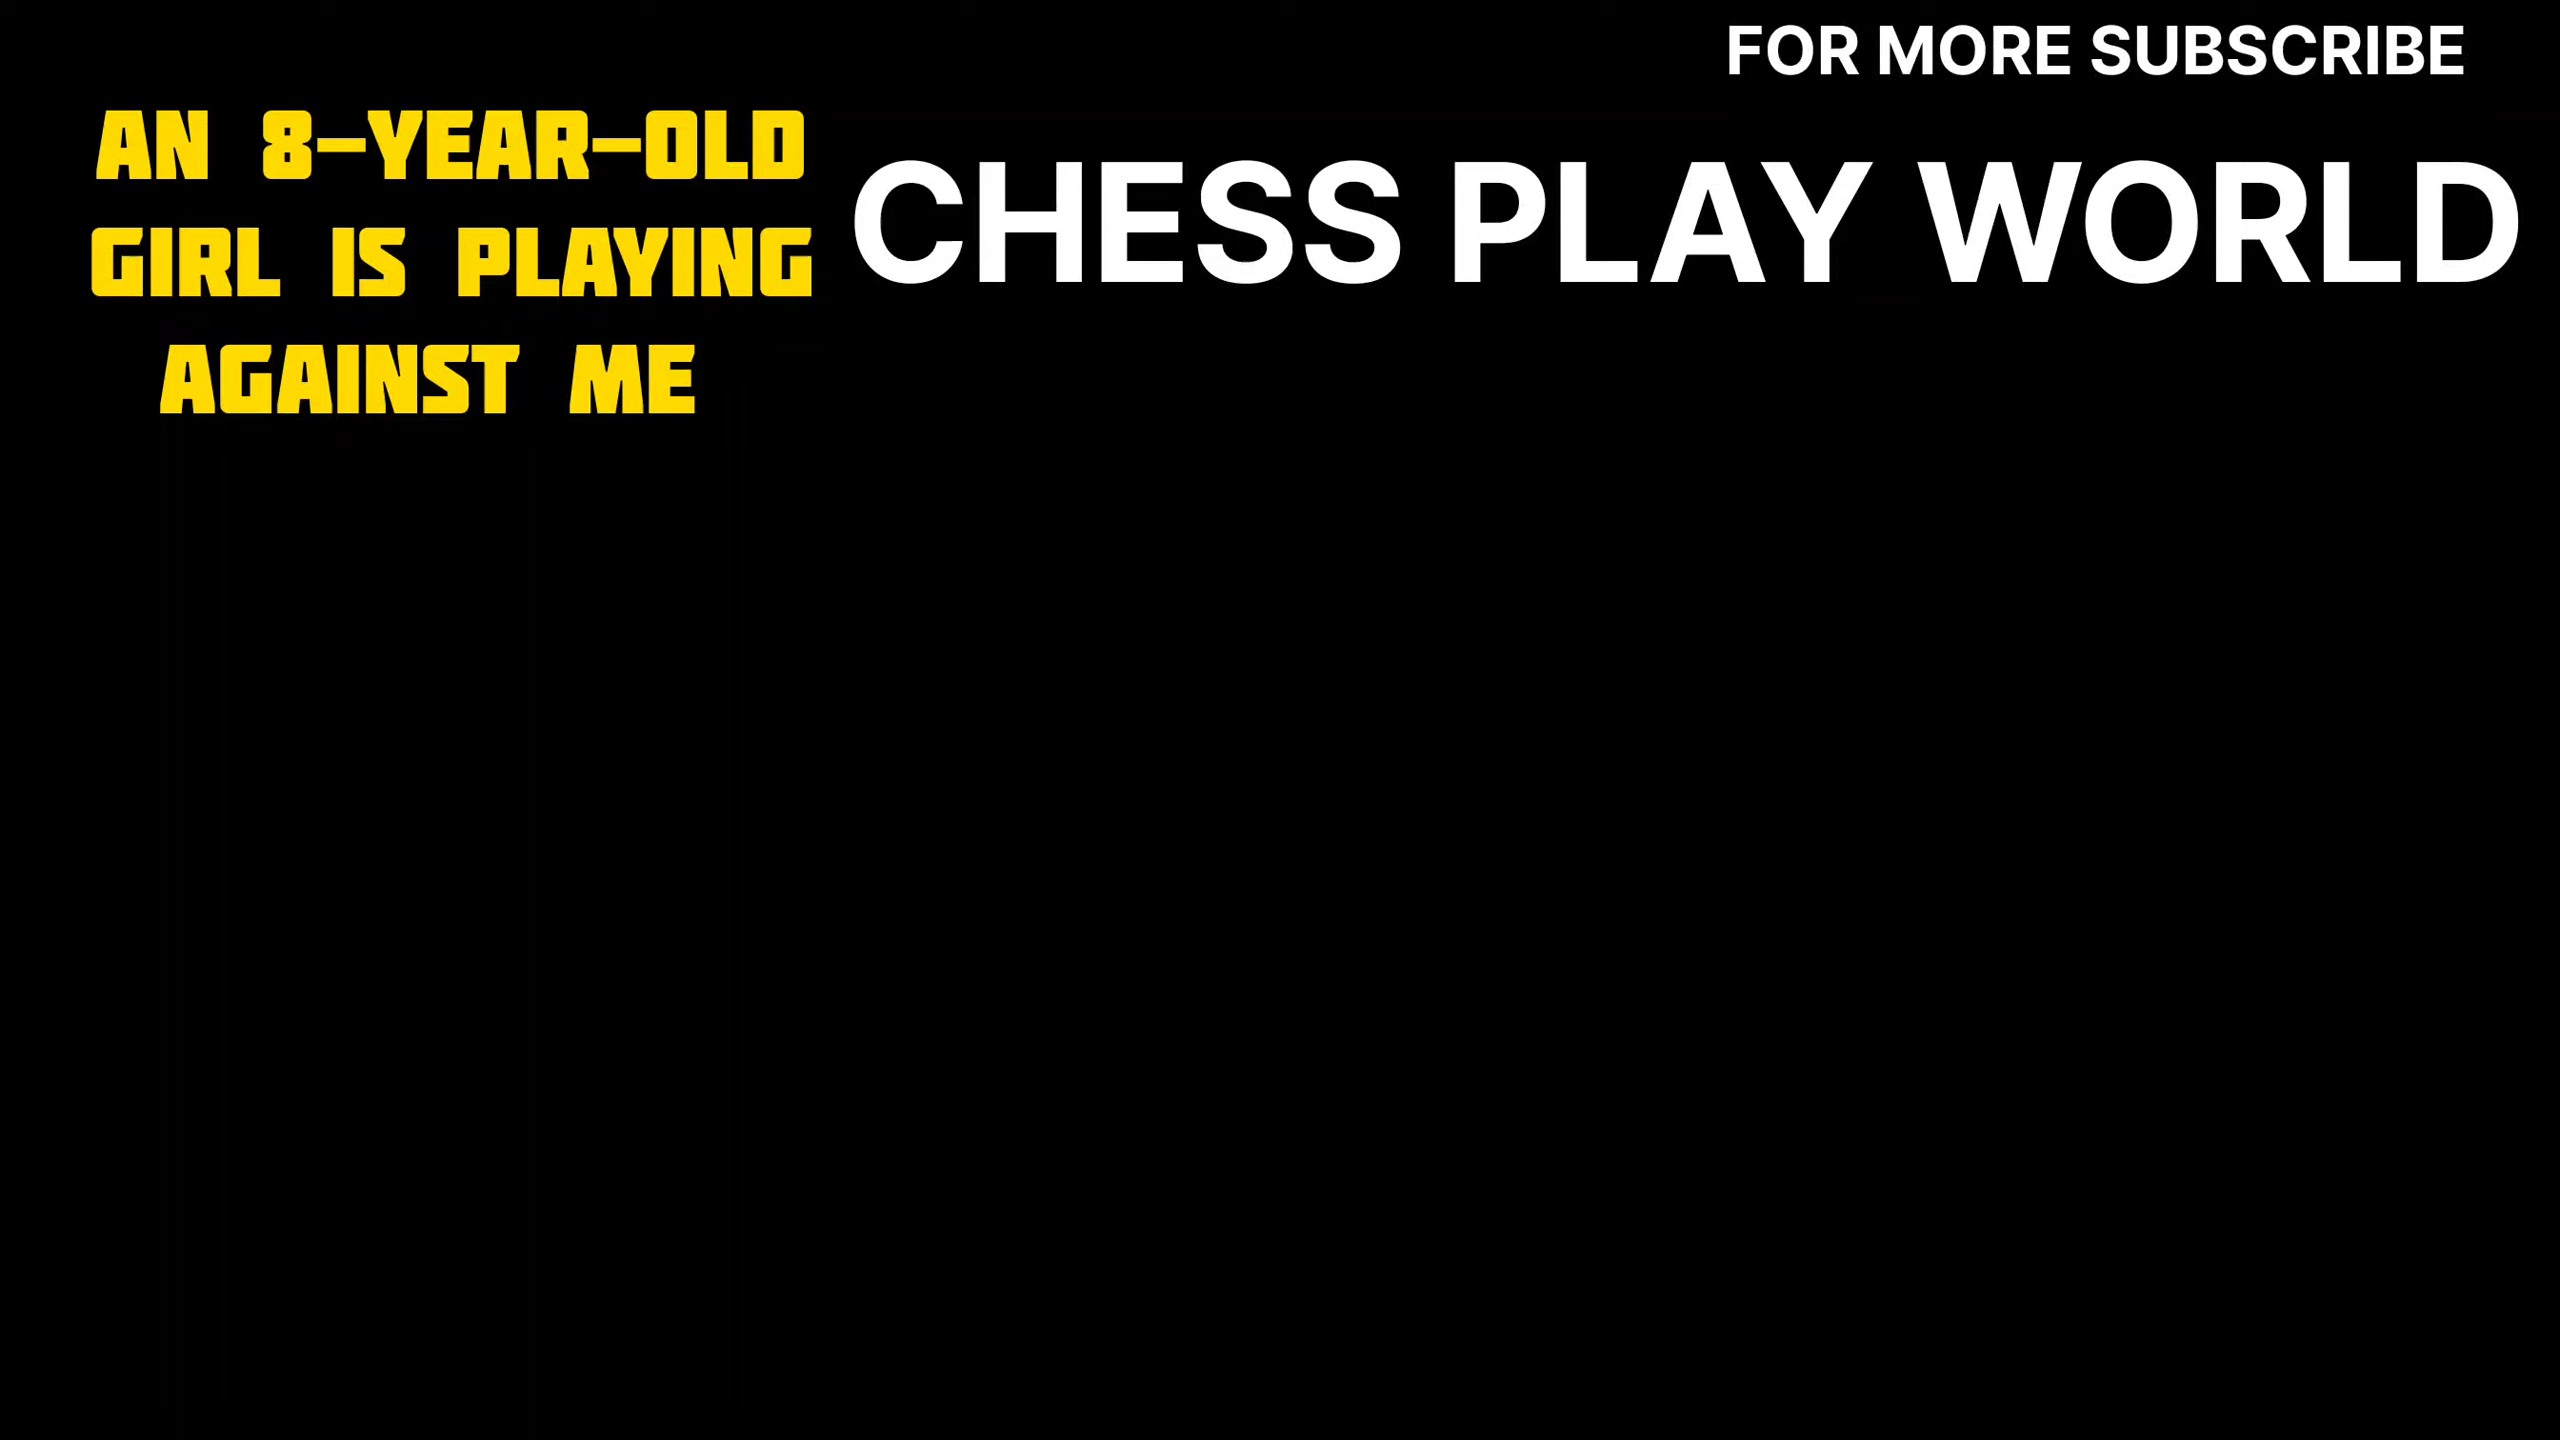 FOR MORE SUBSCRIBE
AN 8-YEAR-OLD
GIRL IS PLAYING
AGAINST ME
CHESS PLAY WORLD